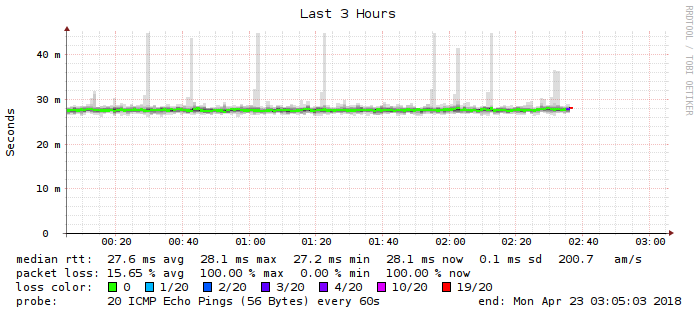 Last 3 Hours
RRDTOOL / TOBI OETIKER
Seconds
40 m
30 m
20 m
10 m
0
00:20 00:40 01:00 01:20 01:40 02:00 02:20 02:40 03:00
median rtt: 27.6 ms avg 28.1 ms max 27.2 ms min 28.1 ms now 0.1 ms sd 200.7 am/s
packet loss: 15.65 % avg 100.00 % max 0.00 % min 100.00 % now
loss color: 0 1/20 2/20 3/20 4/20 10/20 19/20
probe: 20 ICMP Echo Pings (56 Bytes) every 60s end: Mon Apr 23 03:05:03 2018